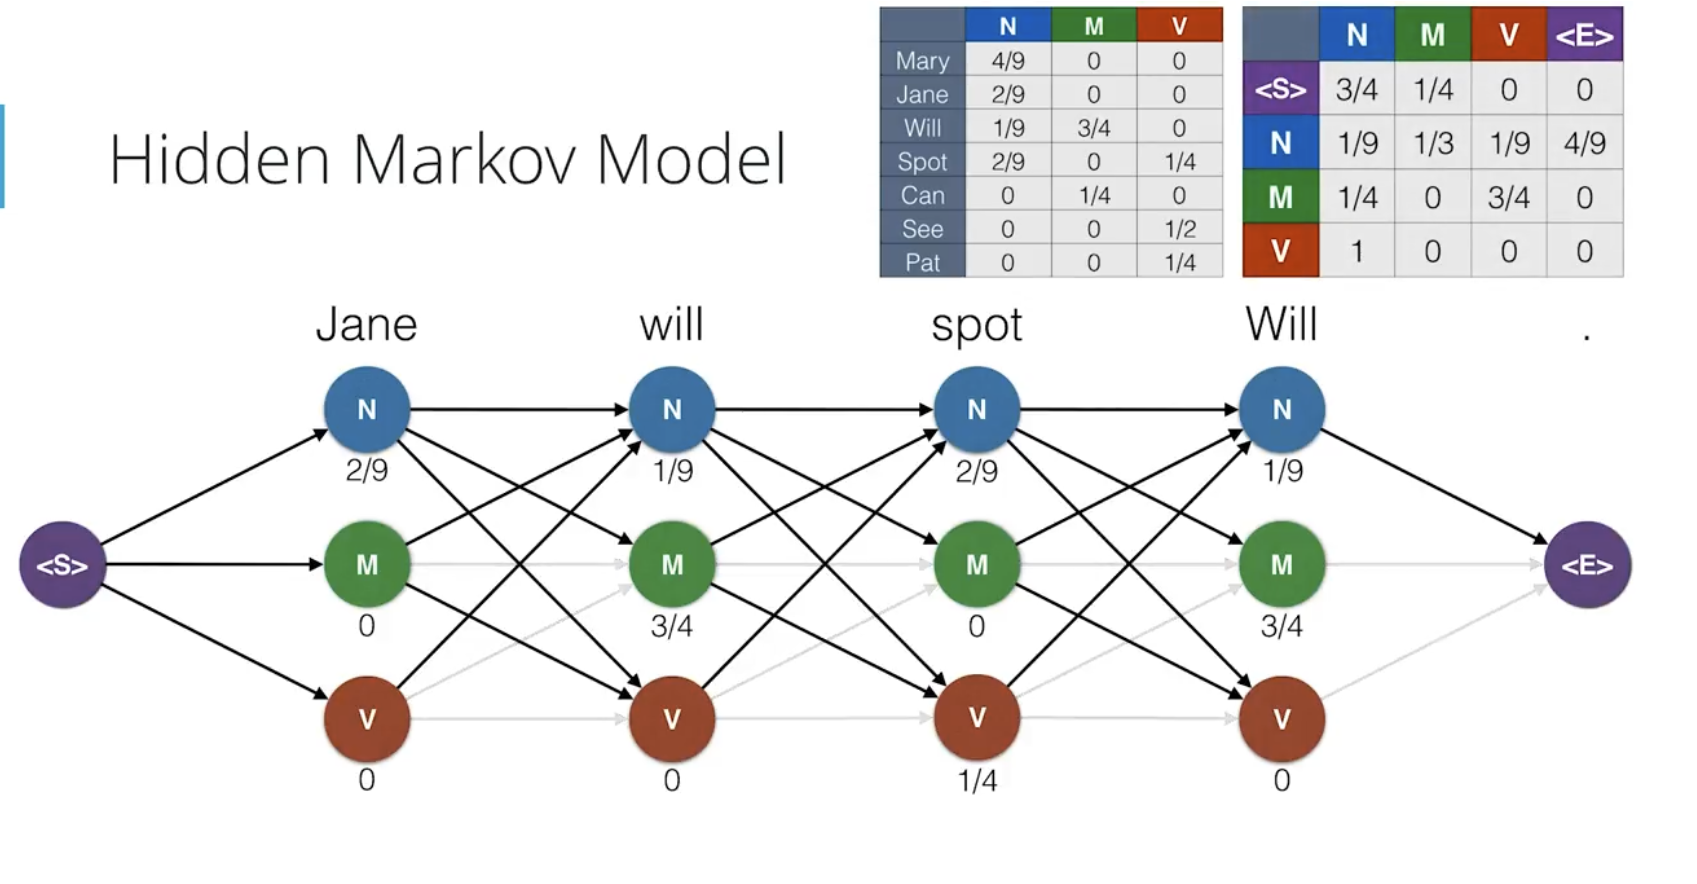 Hidden Markov Model
N M V
Mary 4/9 0 0
Jane 2/9 0 0
Will 1/9 3/4 0
Spot 2/9 0 1/4
Can 0 1/4 0
See 0 0 1/2
Pat 0 0 1/4
N M V <E>
<S> 3/4 1/4 0 0
N 1/9 1/3 1/9 4/9
M 1/4 0 3/4 0
V 1 0 0 0
Jane will spot Will .
N N N N
2/9 1/9 2/9 1/9
<S> M M M M <E>
0 3/4 0 3/4
V V V V
0 0 1/4 0